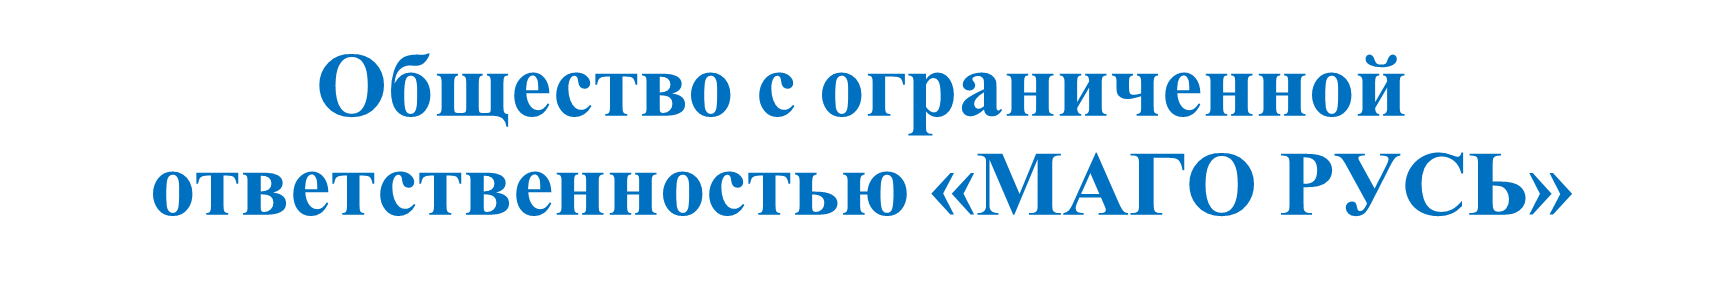 Общество с ограниченной
ответственностью «МАГО РУСЬ»